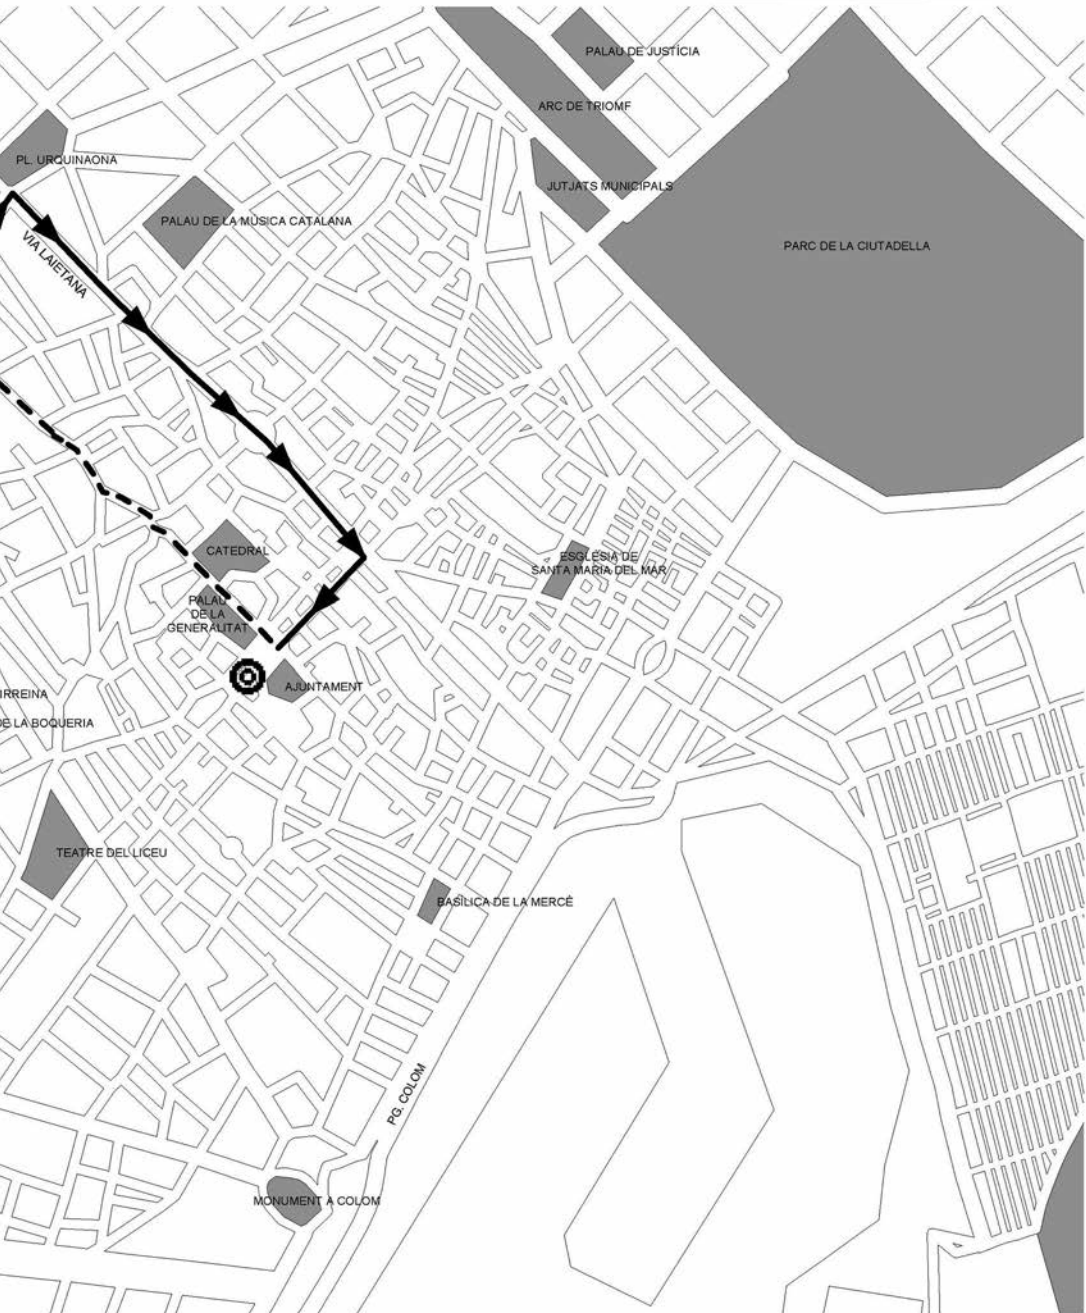 PALAU DE JUSTÍCIA
ARC DE TRIOMF
PL. URQUINAONA
JUTJATS MUNICIPALS
PALAU DE LA MÚSICA CATALANA
PARC DE LA CIUTADELLA
VIA LAIETANA
CATEDRAL
ESGLÉSIA DE
SANTA MARIA DEL MAR
PALAU
DE LA
GENERALITAT
AJUNTAMENT
IRREINA
DE LA BOQUERIA
TEATRE DEL LICEU
BASÍLICA DE LA MERCÈ
PG. COLOM
MONUMENT A COLOM